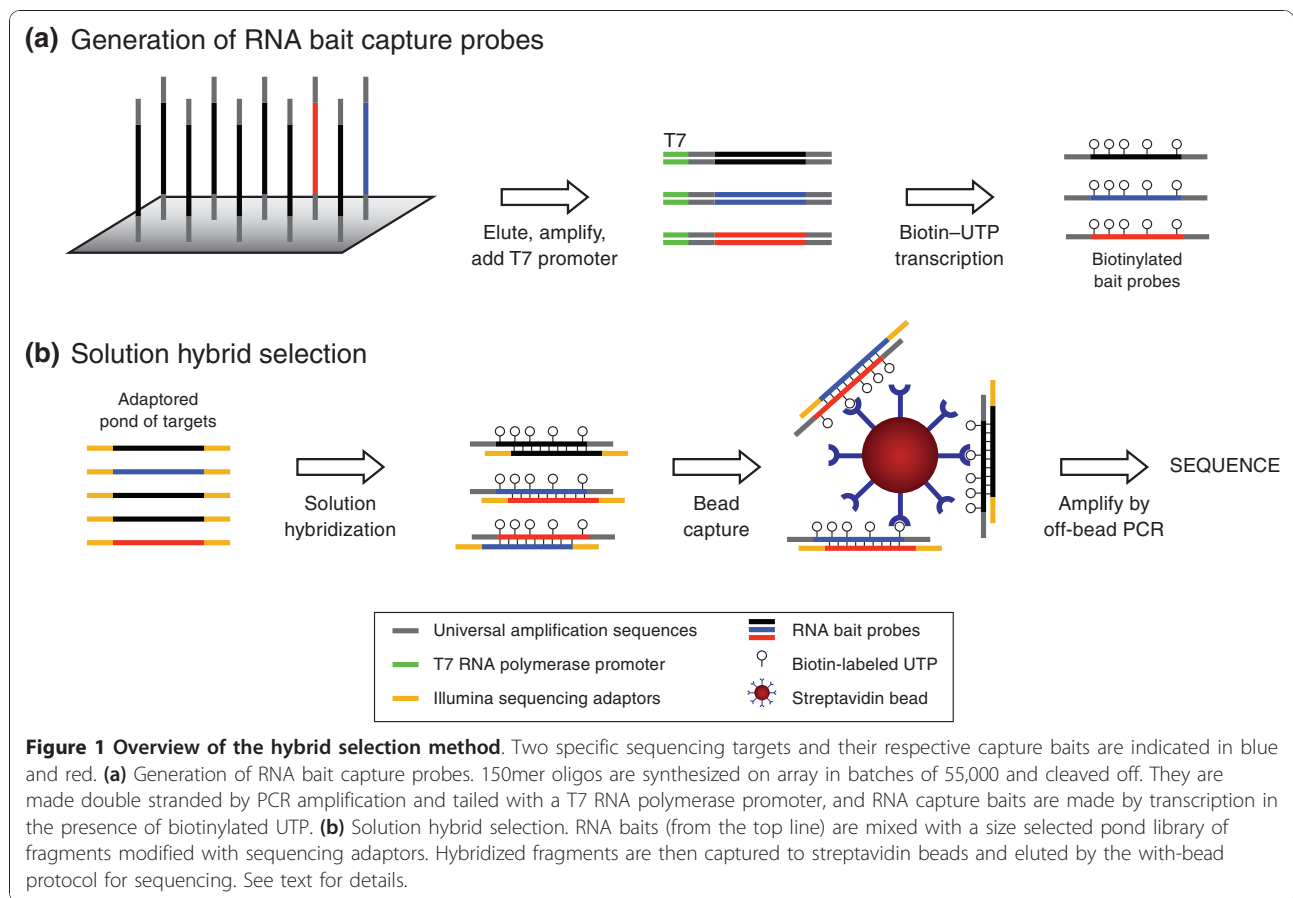 (a) Generation of RNA bait capture probes
T7
Elute, amplify,
add T7 promoter
Biotin–UTP
transcription
Biotinylated
bait probes
(b) Solution hybrid selection
Adaptored
pond of targets
Solution
hybridization
Bead
capture
Amplify by
off-bead PCR
SEQUENCE
Universal amplification sequences
T7 RNA polymerase promoter
Illumina sequencing adaptors
RNA bait probes
Biotin-labeled UTP
Streptavidin bead
Figure 1 Overview of the hybrid selection method. Two specific sequencing targets and their respective capture baits are indicated in blue
and red. (a) Generation of RNA bait capture probes. 150mer oligos are synthesized on array in batches of 55,000 and cleaved off. They are
made double stranded by PCR amplification and tailed with a T7 RNA polymerase promoter, and RNA capture baits are made by transcription in
the presence of biotinylated UTP. (b) Solution hybrid selection. RNA baits (from the top line) are mixed with a size selected pond library of
fragments modified with sequencing adaptors. Hybridized fragments are then captured to streptavidin beads and eluted by the with-bead
protocol for sequencing. See text for details.